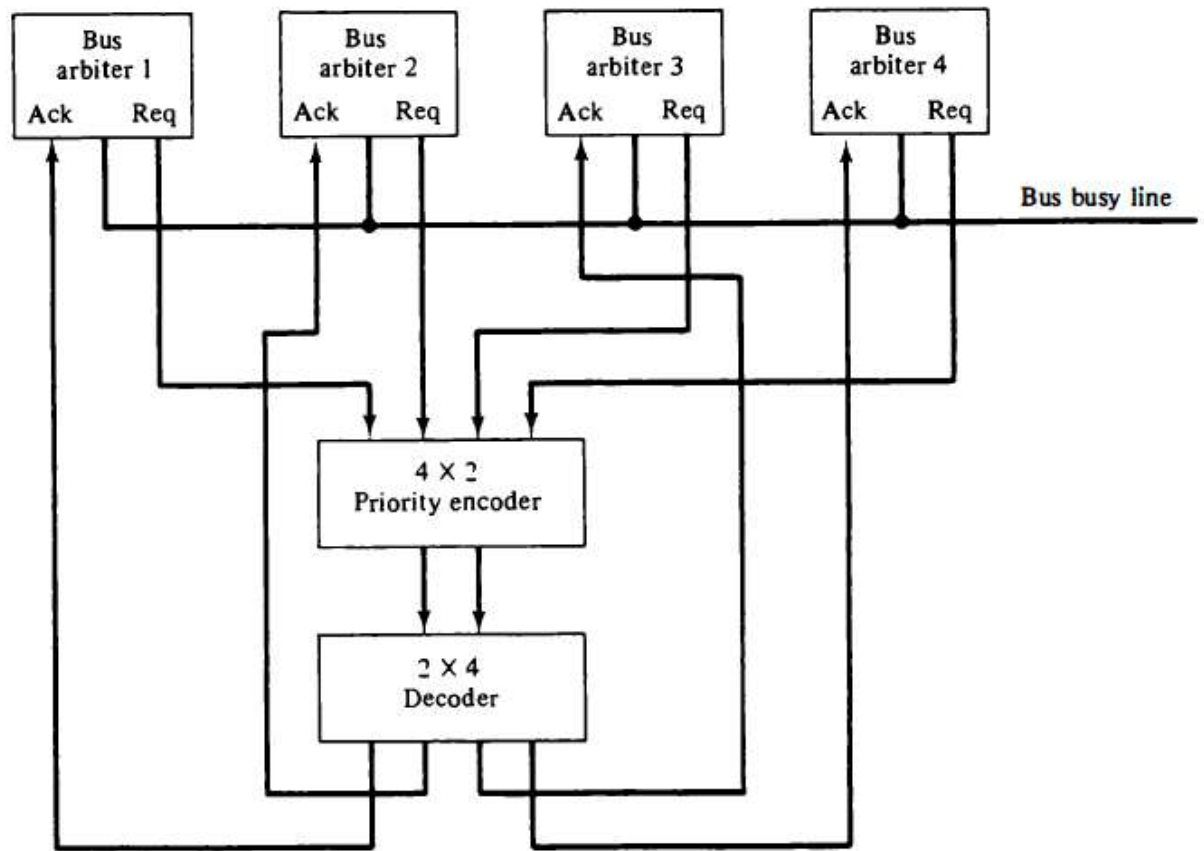 Bus
arbiter 1
Ack Req
Bus
arbiter 2
Ack Req
Bus
arbiter 3
Ack Req
Bus
arbiter 4
Ack Req
Bus busy line
4 × 2
Priority encoder
2 × 4
Decoder